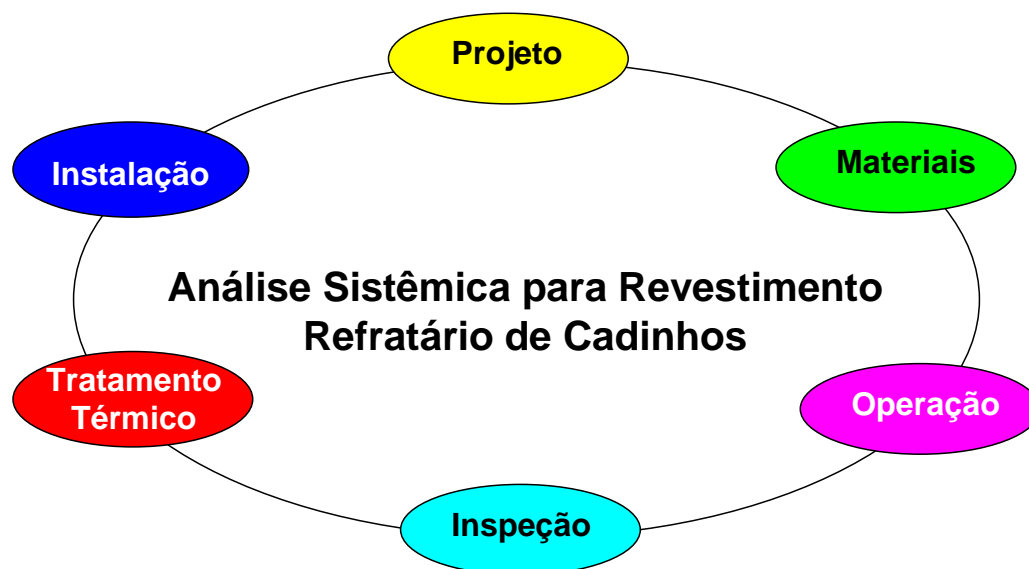 Projeto
Instalação
Materiais
Análise Sistêmica para Revestimento
Refratário de Cadinhos
Tratamento
Térmico
Operação
Inspeção